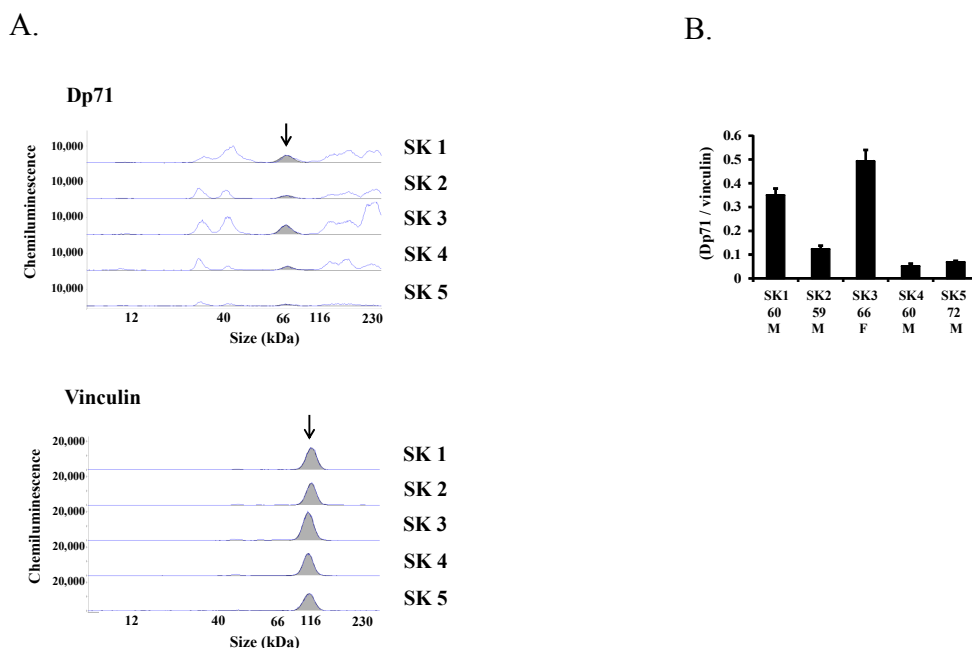 A.
B.
Dp71
Chemiluminescence
10,000
SK 1
10,000
SK 2
10,000
SK 3
10,000
SK 4
10,000
SK 5
12 40 66 116 230
Size (kDa)
Vinculin
Chemiluminescence
20,000
SK 1
20,000
SK 2
20,000
SK 3
20,000
SK 4
20,000
SK 5
12 40 66 116 230
Size (kDa)
(Dp71 / vinculin)
0.6
0.5
0.4
0.3
0.2
0.1
0
SK1 SK2 SK3 SK4 SK5
60 59 66 60 72
M M F M M